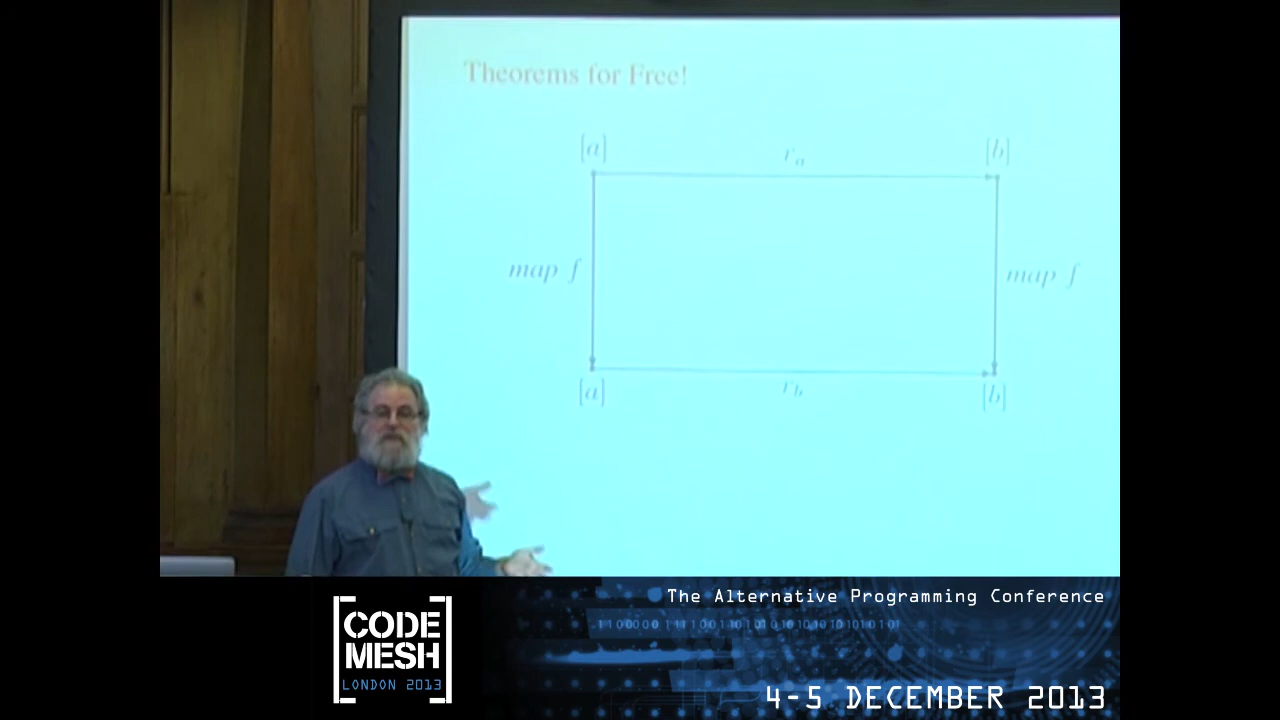 Theorems for Free!
[a] r_a [b]
map f map f
[a] r_b [b]
The Alternative Programming Conference
CODE
MESH
LONDON 2013
4-5 DECEMBER 2013